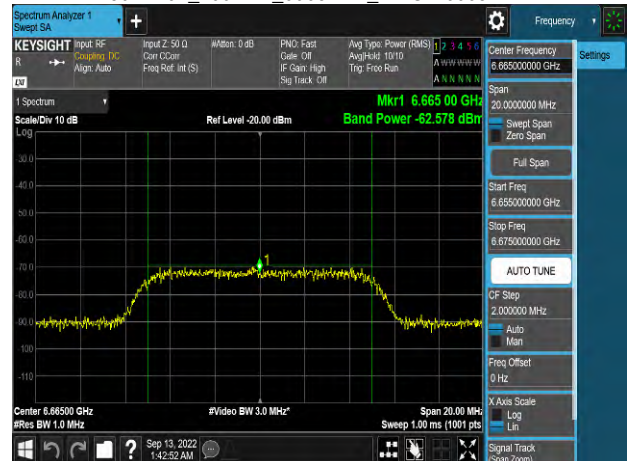 Spectrum Analyzer 1
Swept SA
Frequency
KEYSIGHT
R
Input: RF
Coupling: DC
Align: Auto
Input Z: 50 Ω
Corr CCorr
Freq Ref: Int (S)
#Atten: 0 dB
PNO: Fast
Gate: Off
IF Gain: High
Sig Track: Off
Avg Type: Power (RMS)
Avg|Hold: 10/10
Trig: Free Run
1 2 3 4 5 6
A W W W W W
A N N N N N
1 Spectrum
Scale/Div 10 dB
Log
Ref Level -20.00 dBm
Mkr1 6.665 00 GHz
Band Power -62.578 dBm
-30.0
-40.0
-50.0
-60.0
-70.0
-80.0
-90.0
-100
-110
1
Center 6.66500 GHz
#Res BW 1.0 MHz
#Video BW 3.0 MHz*
Span 20.00 MHz
Sweep 1.00 ms (1001 pts)
?
Sep 13, 2022
1:42:52 AM
Settings
Center Frequency
6.665000000 GHz
Span
20.0000000 MHz
Swept Span
Zero Span
Full Span
Start Freq
6.655000000 GHz
Stop Freq
6.675000000 GHz
AUTO TUNE
CF Step
2.000000 MHz
Auto
Man
Freq Offset
0 Hz
X Axis Scale
Log
Lin
Signal Track
(Span Zoom)